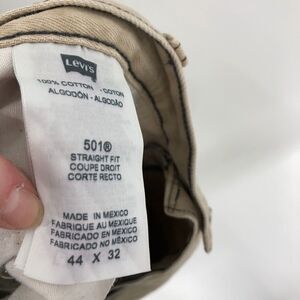 Levi's
100% COTTON - COTON
ALGODÓN - ALGODÃO
501®
STRAIGHT FIT
COUPE DROIT
CORTE RECTO
MADE IN MEXICO
FABRIQUE AU MEXIQUE
FABRICADO EN MEXICO
FABRICADO NO MÉXICO
44 X 32